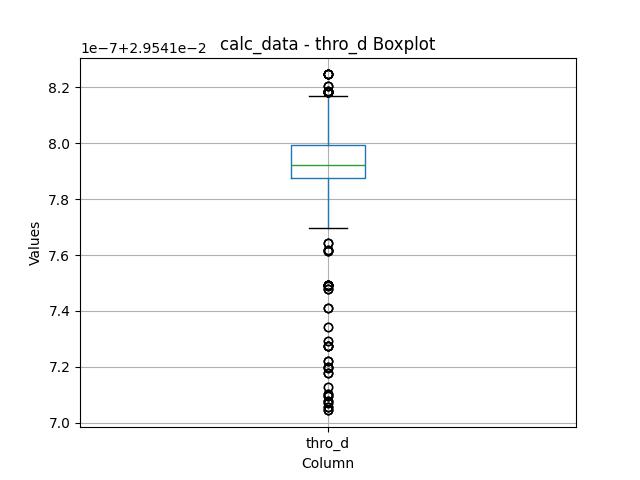 calc_data - thro_d Boxplot
1e−7+2.9541e−2
8.2
8.0
7.8
7.6
7.4
7.2
7.0
Values
thro_d
Column